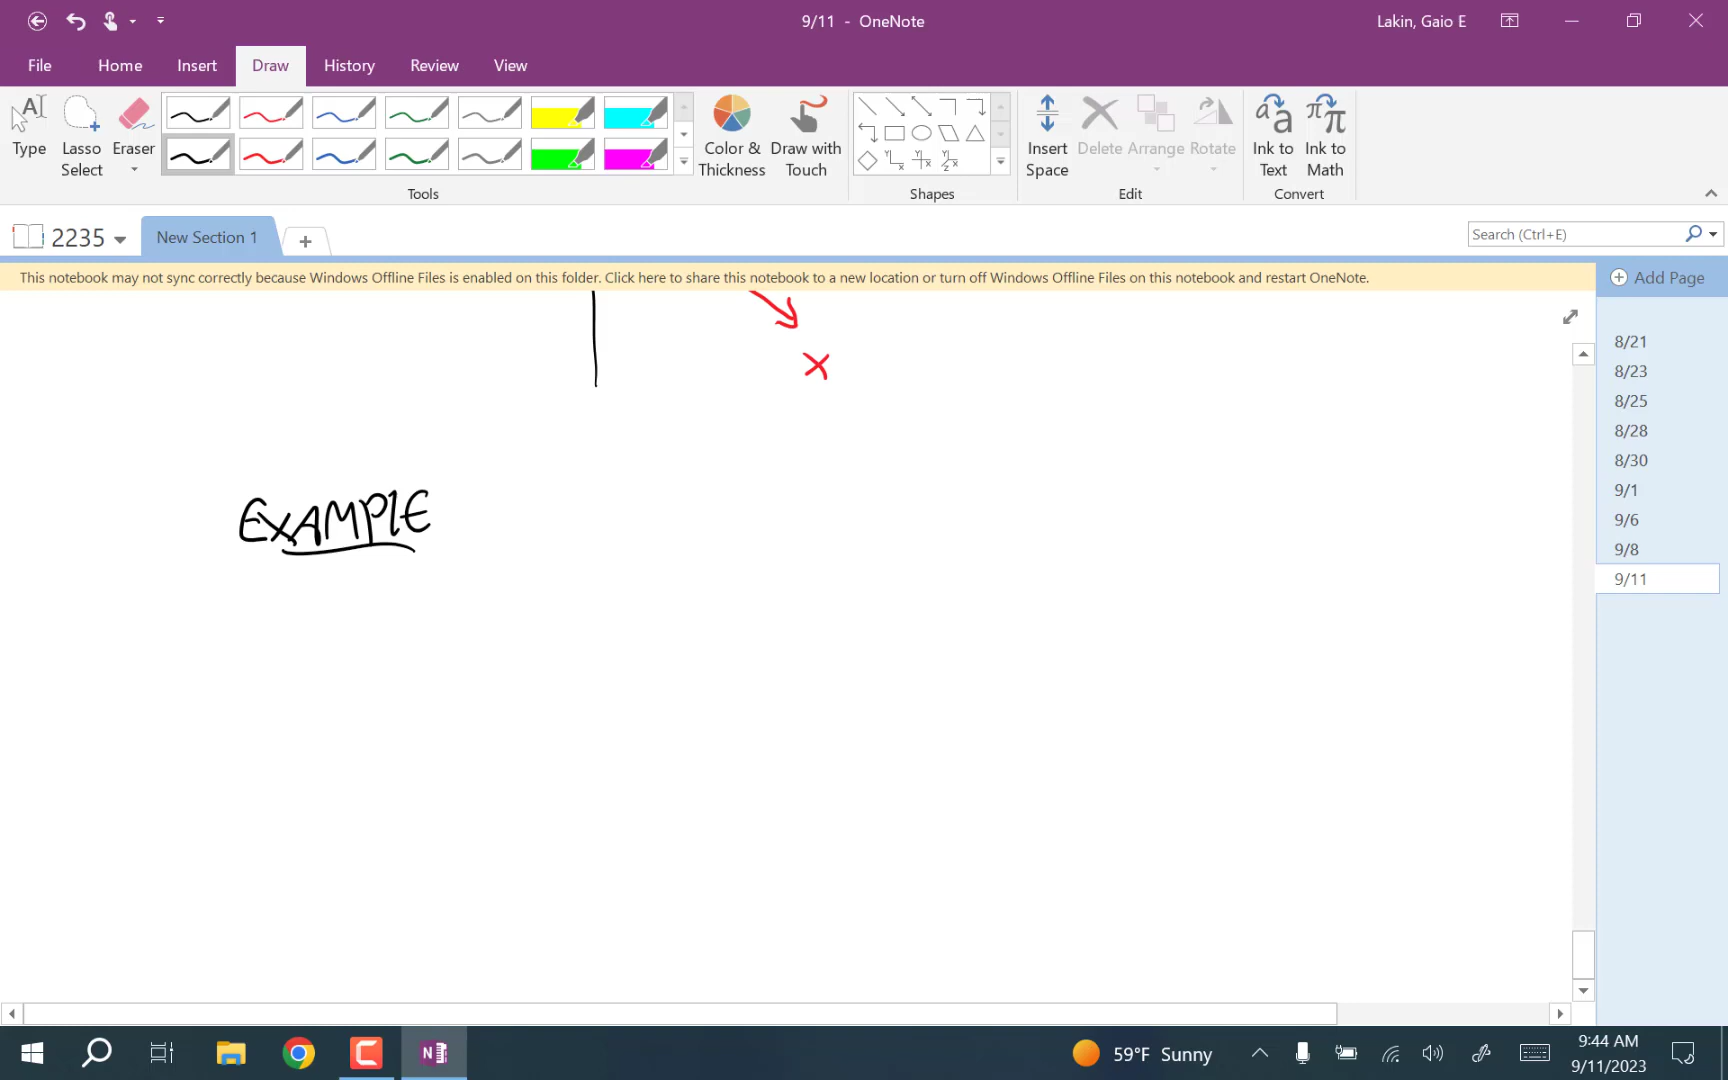 9/11 - OneNote
Lakin, Gaio E
File Home Insert Draw History Review View
Type
Lasso Select
Eraser
Color & Thickness
Draw with Touch
Insert Space
Delete
Arrange
Rotate
Ink to Text
Ink to Math
Tools
Shapes
Edit
Convert
2235
New Section 1
Search (Ctrl+E)
This notebook may not sync correctly because Windows Offline Files is enabled on this folder. Click here to share this notebook to a new location or turn off Windows Offline Files on this notebook and restart OneNote.
Add Page
8/21
8/23
8/25
8/28
8/30
9/1
9/6
9/8
9/11
x
EXAMPLE
59°F Sunny
9:44 AM
9/11/2023